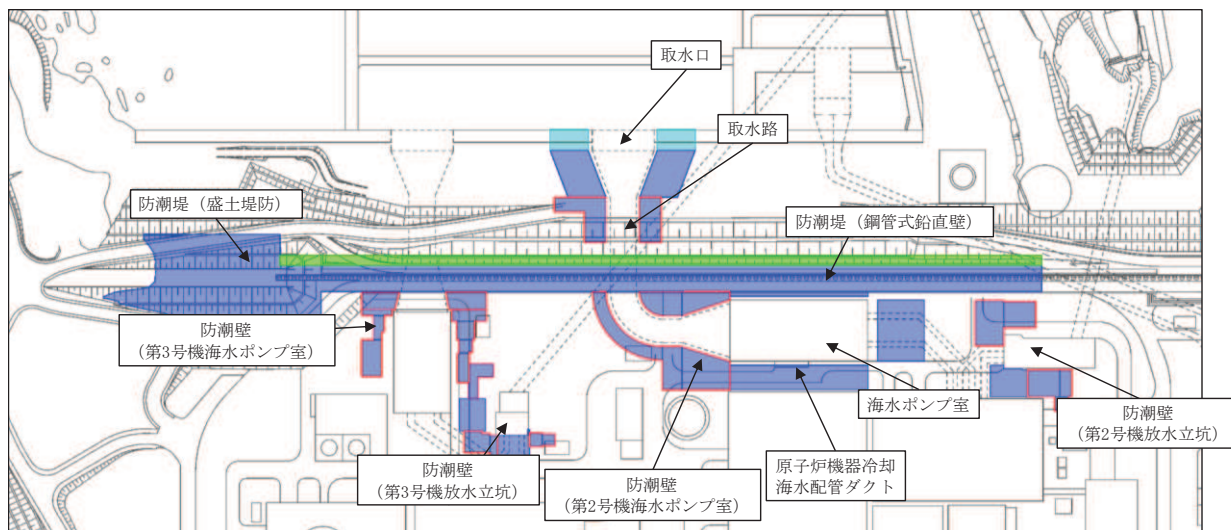 取水口
取水路
防潮堤（盛土堤防）
防潮堤（鋼管式鉛直壁）
防潮壁
（第3号機海水ポンプ室）
海水ポンプ室
防潮壁
（第2号機放水立坑）
防潮壁
（第3号機放水立坑）
防潮壁
（第2号機海水ポンプ室）
原子炉機器冷却
海水配管ダクト